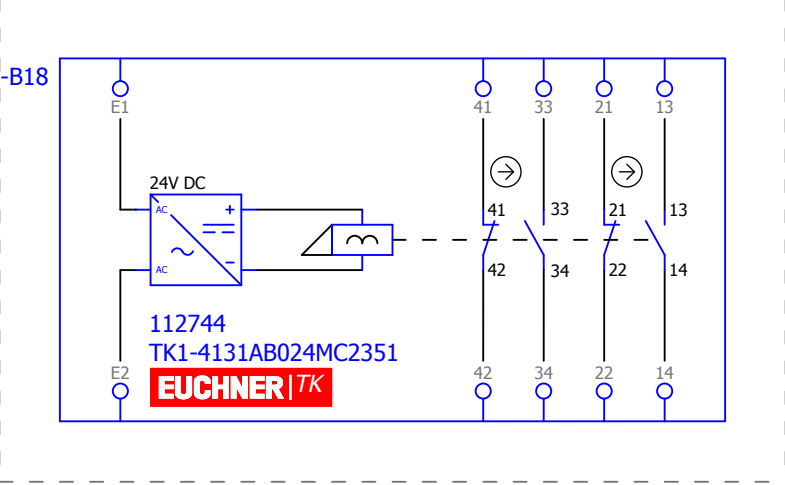 -B18
E1 41 33 21 13
24V DC
AC +
AC -
41 33 21 13
42 34 22 14
112744
TK1-4131AB024MC2351
EUCHNER|TK
E2 42 34 22 14